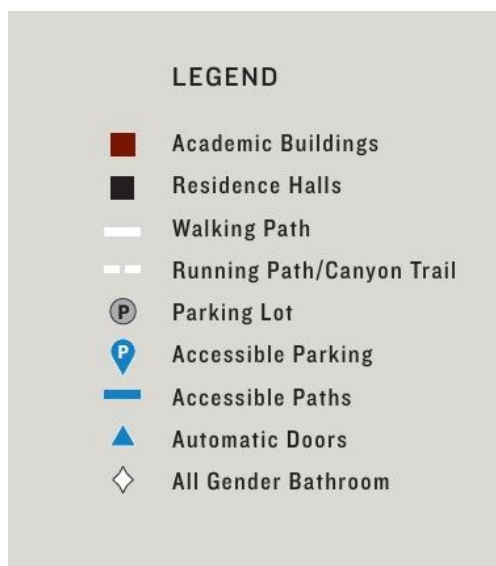 LEGEND
Academic Buildings
Residence Halls
Walking Path
Running Path/Canyon Trail
P Parking Lot
P Accessible Parking
Accessible Paths
Automatic Doors
All Gender Bathroom